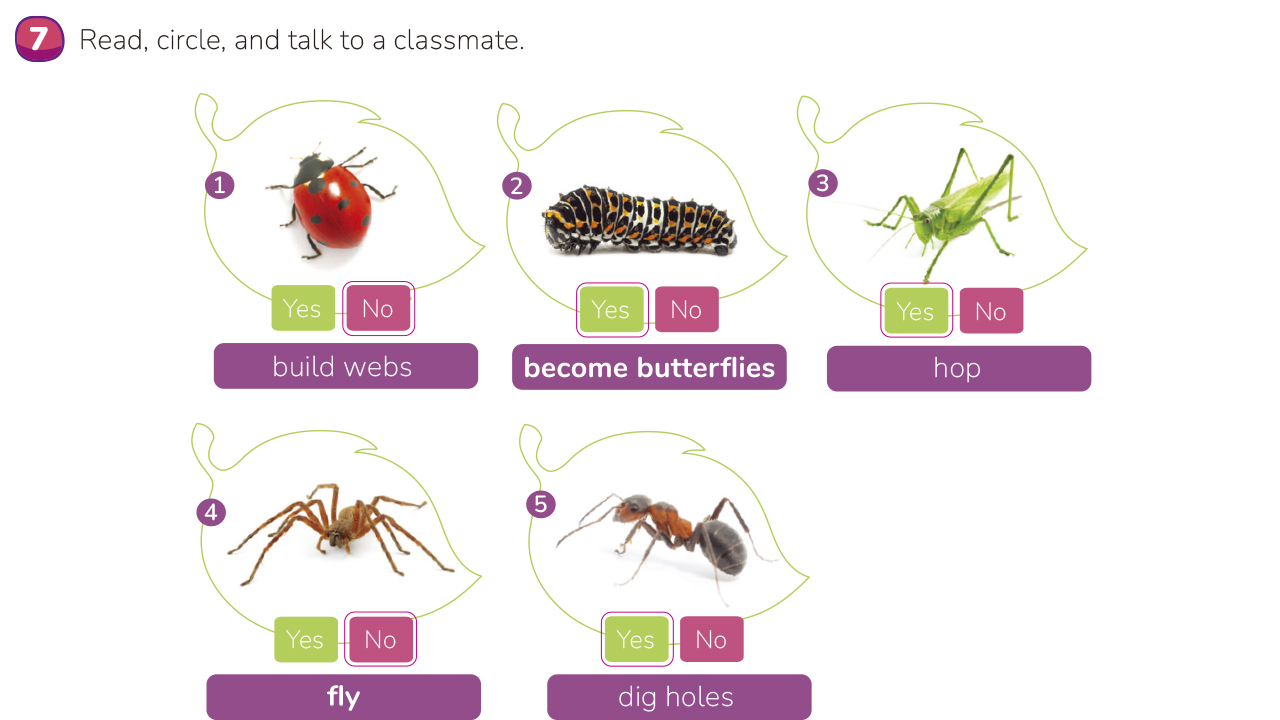 7 Read, circle, and talk to a classmate.
1
2
3
Yes No
Yes No
Yes No
build webs
become butterflies
hop
4
5
Yes No
Yes No
fly
dig holes